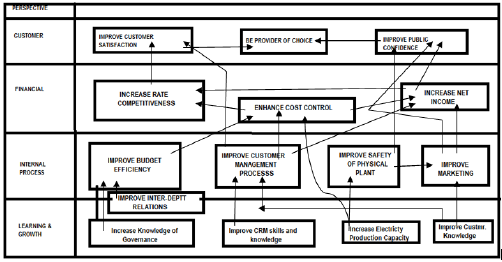 PERSPECTIVE
CUSTOMER
IMPROVE CUSTOMER
SATISFACTION
BE PROVIDER OF CHOICE
IMPROVE PUBLIC
CONFIDENCE
FINANCIAL
INCREASE RATE
COMPETITIVENESS
ENHANCE COST CONTROL
INCREASE NET
INCOME
INTERNAL
PROCESS
IMPROVE BUDGET
EFFICIENCY
IMPROVE CUSTOMER
MANAGEMENT
PROCESSS
IMPROVE SAFETY
OF PHYSICAL
PLANT
IMPROVE
MARKETING
IMPROVE INTER-DEPTT
RELATIONS
LEARNING &
GROWTH
Increase Knowledge of
Governance
Improve CRM skills and
knowledge
Increase Electricty
Production Capacity
Improve Custmr.
Knowledge